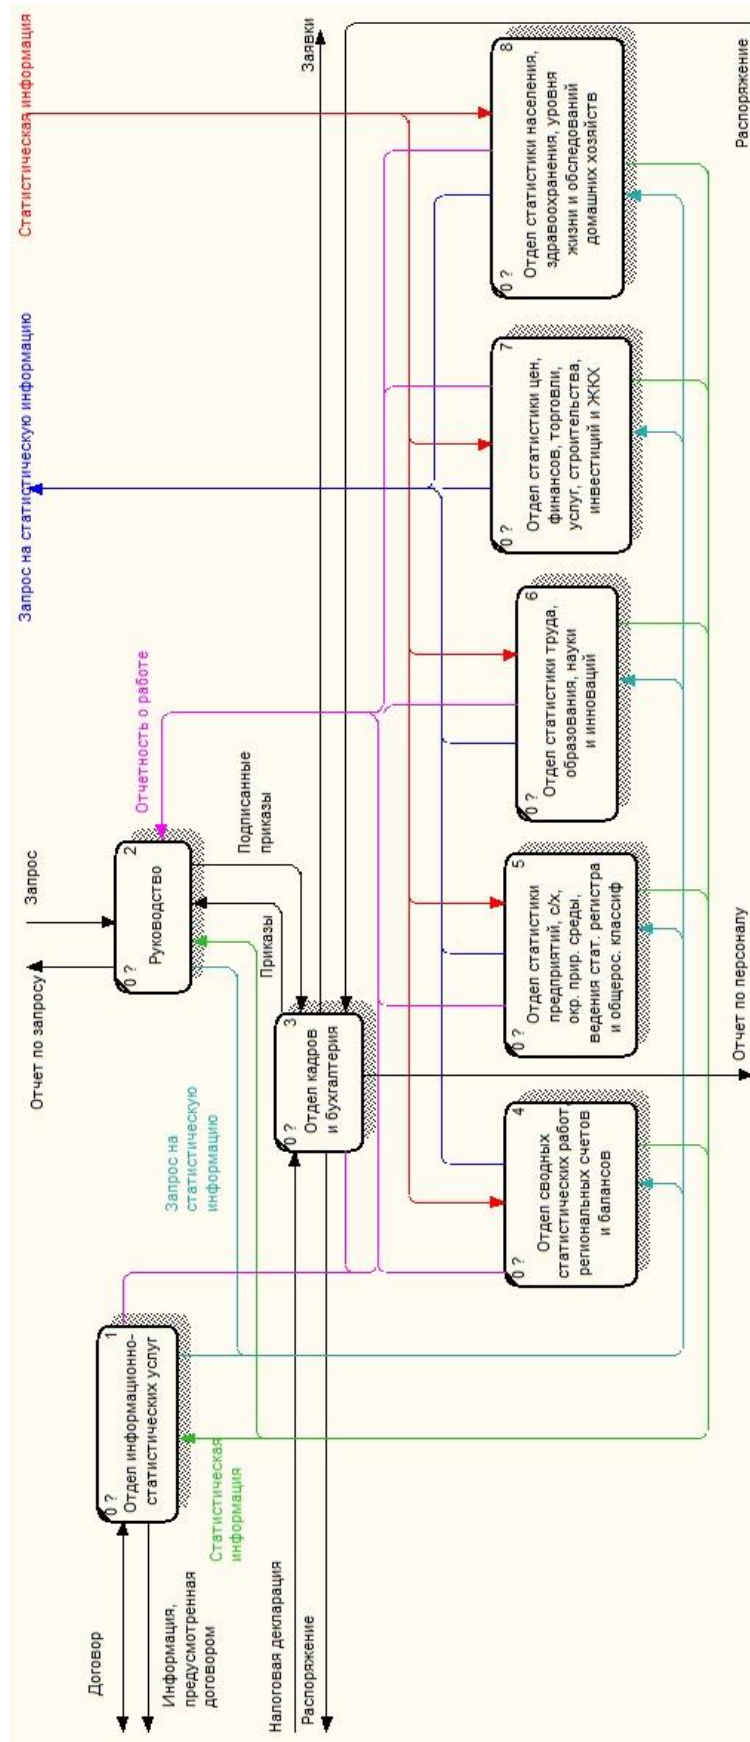 Договор
Информация,
предусмотренная
договором
Налоговая декларация
Распоряжение
0 ?
1
Отдел информационно-
статистических услуг
Статистическая
информация
Запрос на
статистическую
информацию
Отчет по запросу
Запрос
0 ?
2
Руководство
Отчетность о работе
Подписанные
приказы
Приказы
0 ?
3
Отдел кадров
и бухгалтерия
Запрос на статистическую информацию
Статистическая информация
Заявки
0 ?
4
Отдел сводных
статистических работ
региональных счетов
и балансов
0 ?
5
Отдел статистики
предприятий, с/х,
окр. прир. среды,
ведения стат. регистра
и общерос. классиф
0 ?
6
Отдел статистики труда,
образования, науки
и инноваций
0 ?
7
Отдел статистики цен,
финансов, торговли,
услуг, строительства,
инвестиций и ЖКХ
0 ?
8
Отдел статистики населения,
здравоохранения, уровня
жизни и обследований
домашних хозяйств
Отчет по персоналу
Распоряжение